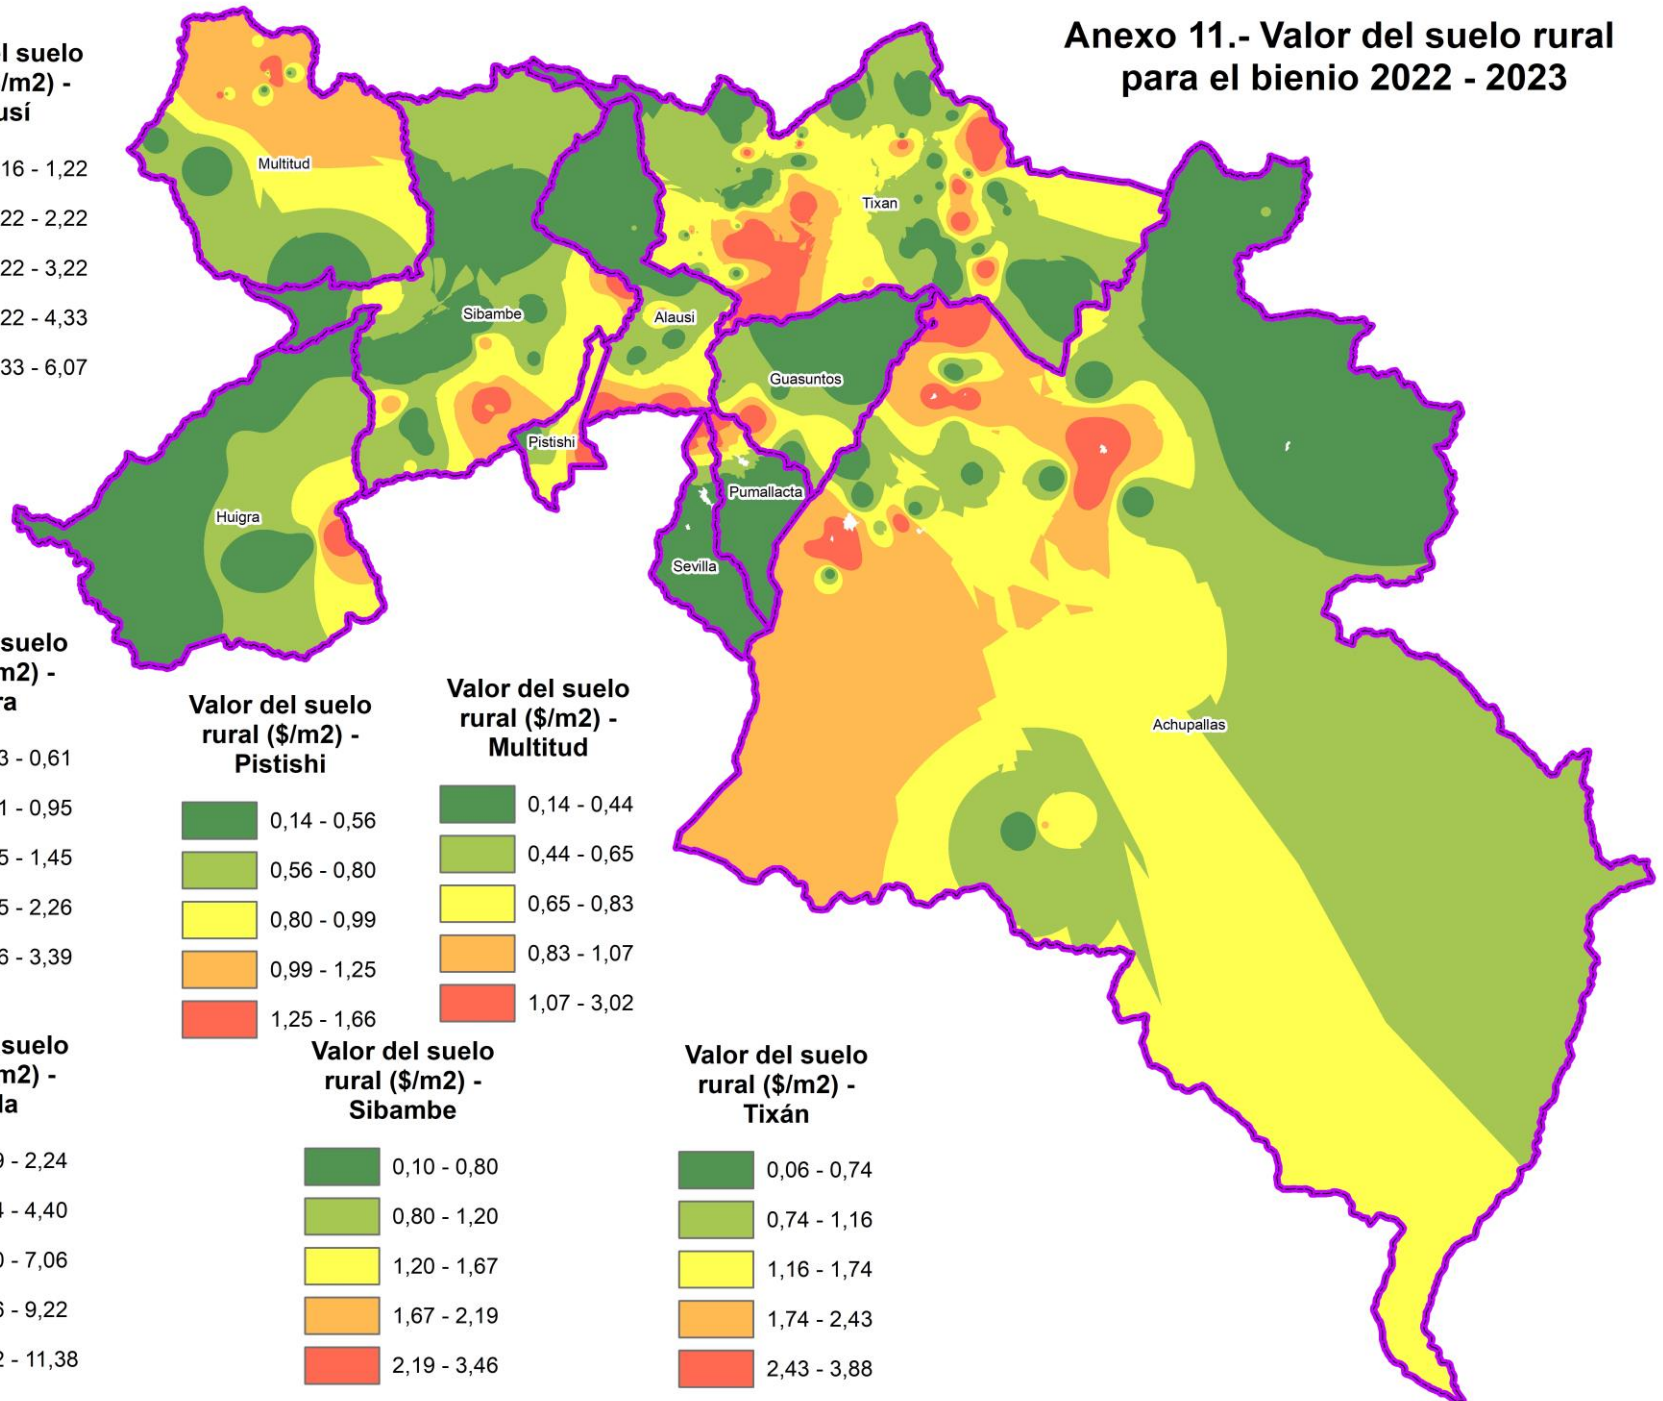 Anexo 11.- Valor del suelo rural
para el bienio 2022 - 2023
suelo
/m2) -
16 - 1,22
22 - 2,22
22 - 3,22
22 - 4,33
33 - 6,07
Multitud
Tixan
Sibambe
Alausi
Guasuntos
Pistishi
Pumallacta
Huigra
Sevilla
Achupallas
suelo
m2) -
3 - 0,61
1 - 0,95
5 - 1,45
5 - 2,26
6 - 3,39
Valor del suelo
rural ($/m2) -
Pistishi
0,14 - 0,56
0,56 - 0,80
0,80 - 0,99
0,99 - 1,25
1,25 - 1,66
Valor del suelo
rural ($/m2) -
Multitud
0,14 - 0,44
0,44 - 0,65
0,65 - 0,83
0,83 - 1,07
1,07 - 3,02
suelo
m2) -
la
9 - 2,24
4 - 4,40
0 - 7,06
6 - 9,22
2 - 11,38
Valor del suelo
rural ($/m2) -
Sibambe
0,10 - 0,80
0,80 - 1,20
1,20 - 1,67
1,67 - 2,19
2,19 - 3,46
Valor del suelo
rural ($/m2) -
Tixán
0,06 - 0,74
0,74 - 1,16
1,16 - 1,74
1,74 - 2,43
2,43 - 3,88